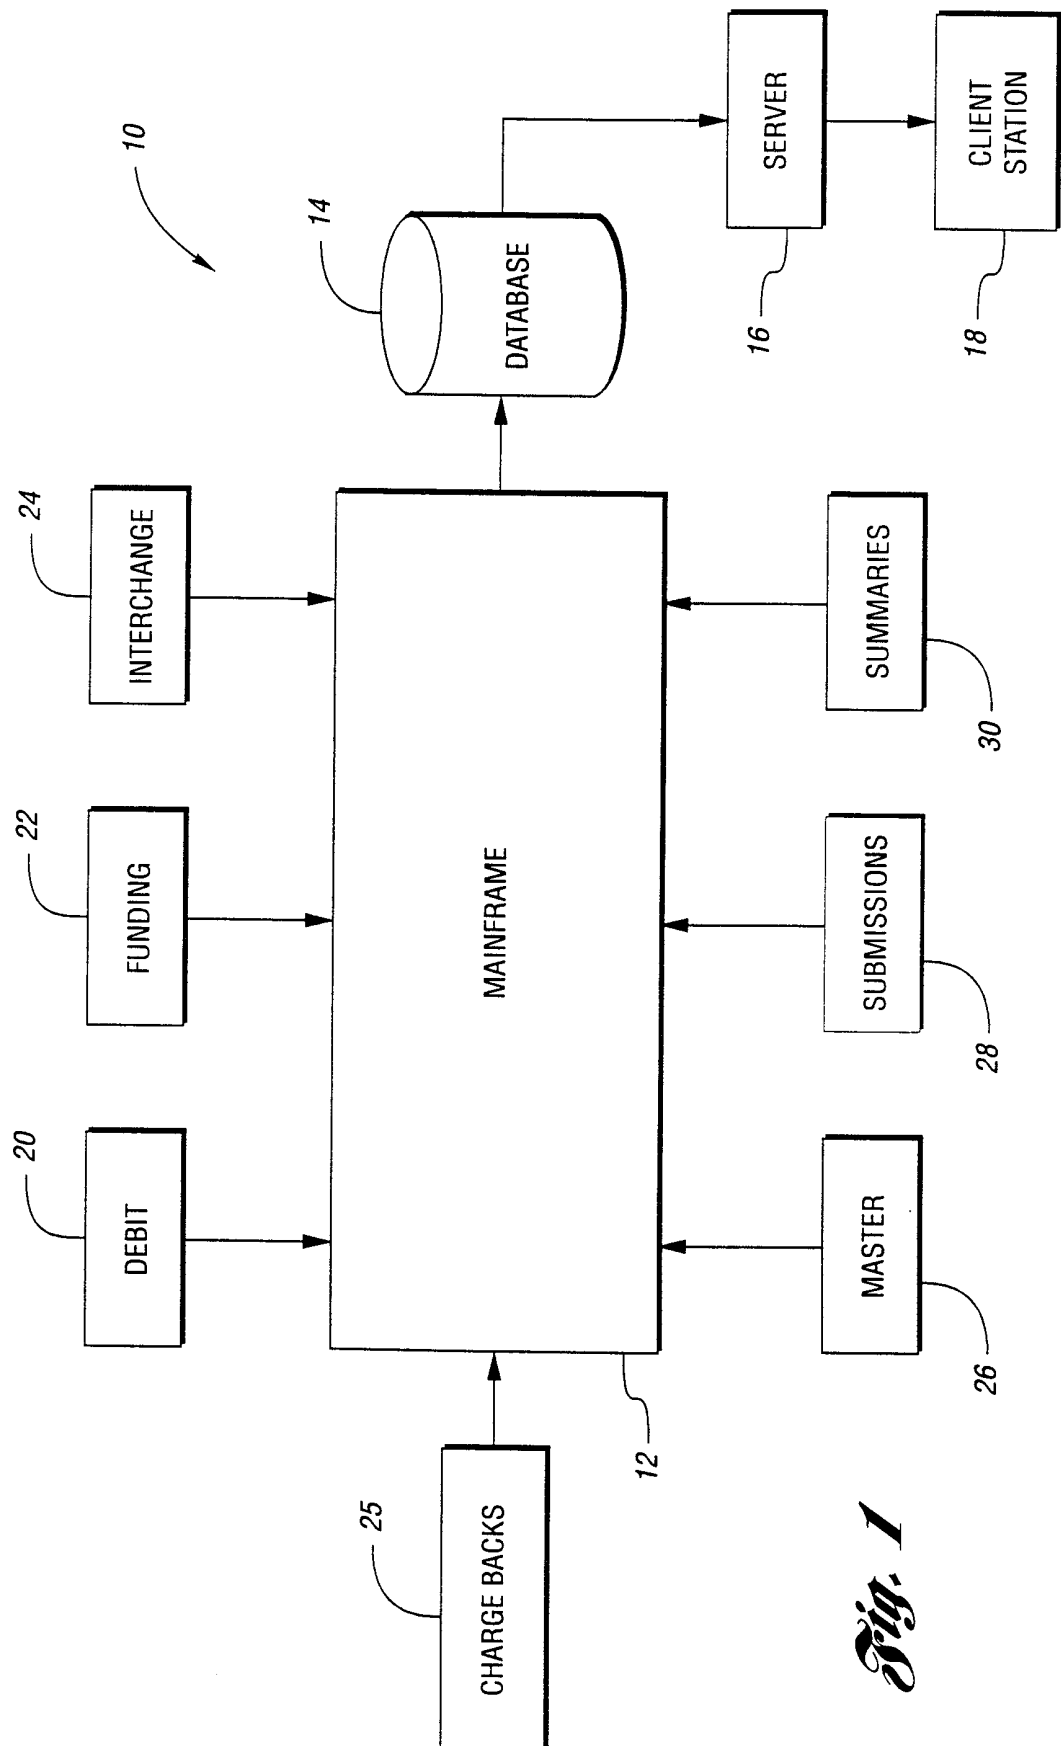 10
20
22
24
DEBIT
FUNDING
INTERCHANGE
14
25
CHARGE BACKS
MAINFRAME
DATABASE
12
16
SERVER
MASTER
SUBMISSIONS
SUMMARIES
26
28
30
18
CLIENT
STATION
Fig. 1